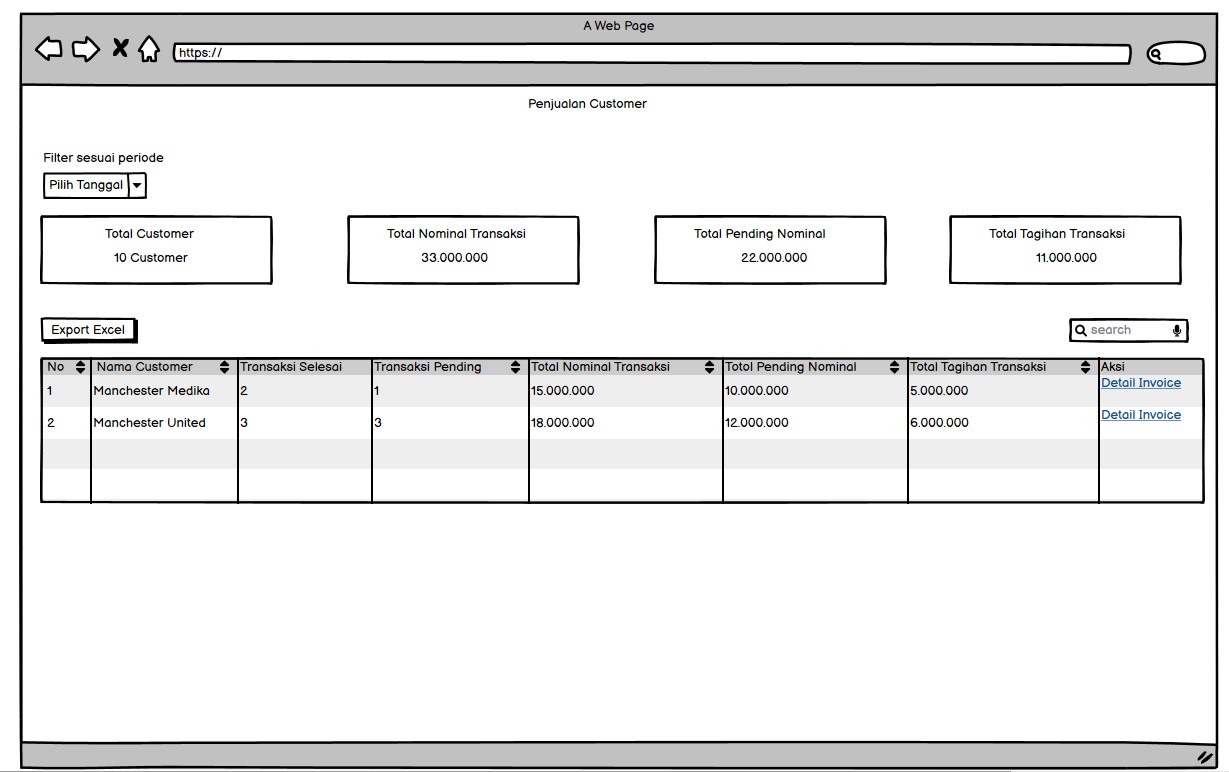 A Web Page
https://
Penjualan Customer
Filter sesuai periode
Pilih Tanggal
Total Customer
10 Customer
Total Nominal Transaksi
33.000.000
Total Pending Nominal
22.000.000
Total Tagihan Transaksi
11.000.000
Export Excel
search
No Nama Customer Transaksi Selesai Transaksi Pending Total Nominal Transaksi Totol Pending Nominal Total Tagihan Transaksi Aksi
1 Manchester Medika 2 1 15.000.000 10.000.000 5.000.000 Detail Invoice
2 Manchester United 3 3 18.000.000 12.000.000 6.000.000 Detail Invoice